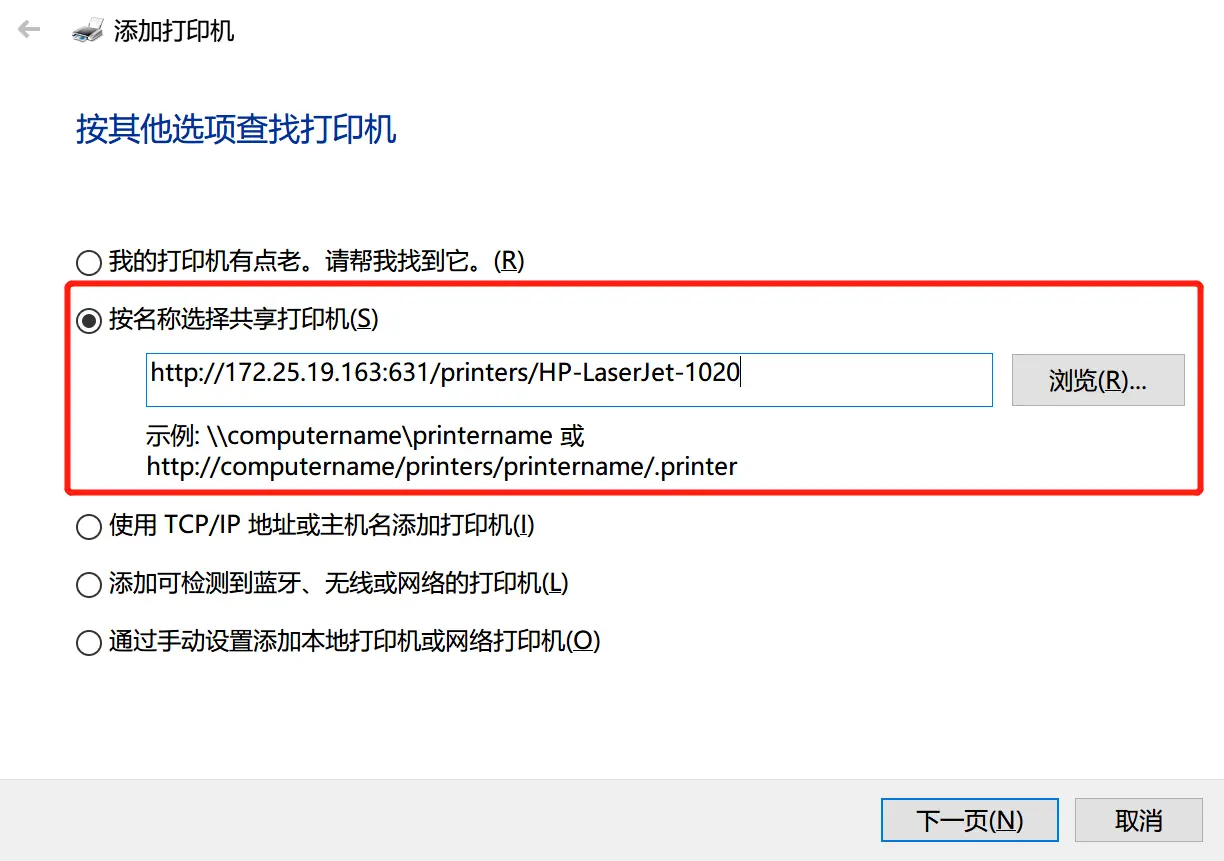 添加打印机
按其他选项查找打印机
我的打印机有点老。请帮我找到它。(R)
按名称选择共享打印机(S)
http://172.25.19.163:631/printers/HP-LaserJet-1020
浏览(R)...
示例: \\computername\printername 或
http://computername/printers/printername/.printer
使用 TCP/IP 地址或主机名添加打印机(I)
添加可检测到蓝牙、无线或网络的打印机(L)
通过手动设置添加本地打印机或网络打印机(O)
下一页(N)
取消